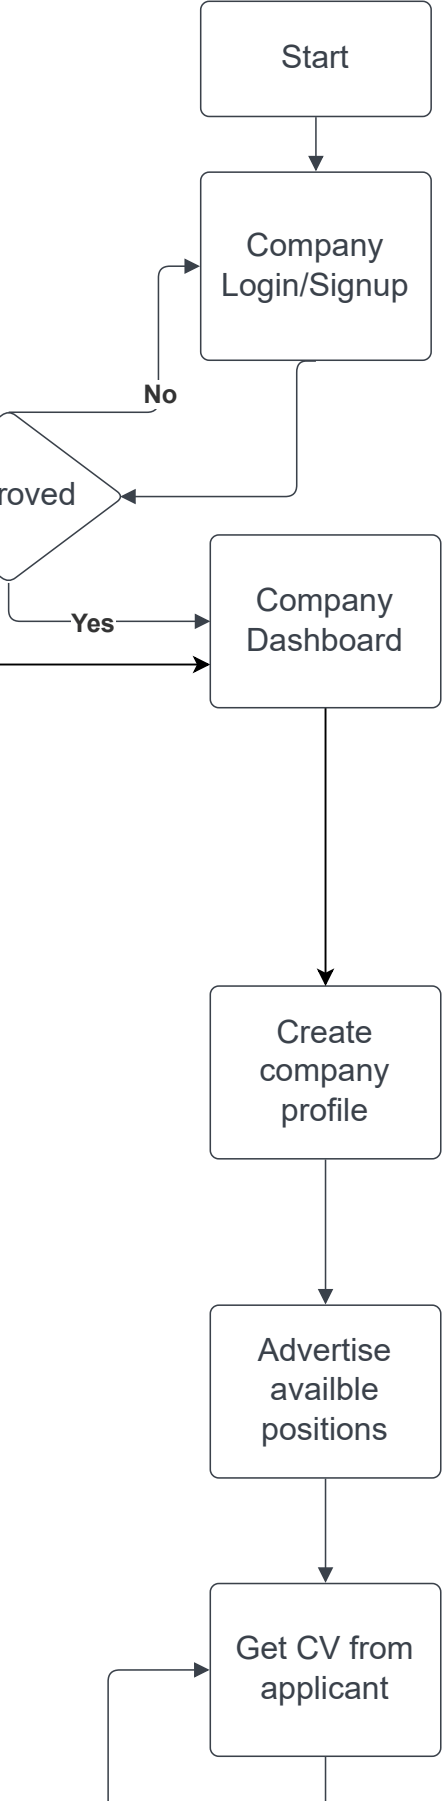 Start
Company
Login/Signup
No
roved
Company
Dashboard
Yes
Create
company
profile
Advertise
availble
positions
Get CV from
applicant